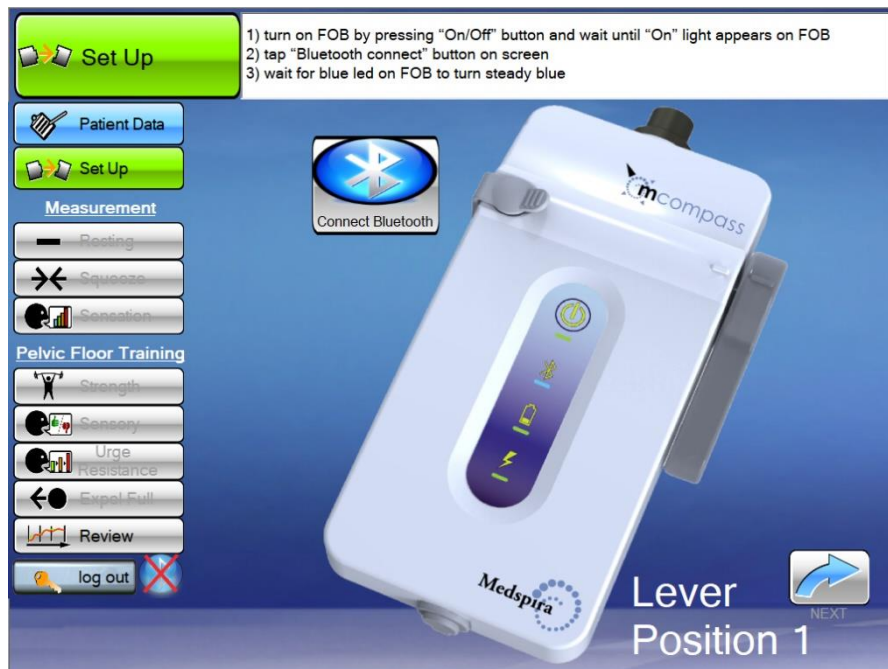 Set Up
1) turn on FOB by pressing “On/Off” button and wait until “On” light appears on FOB
2) tap “Bluetooth connect” button on screen
3) wait for blue led on FOB to turn steady blue
Patient Data
Set Up
Measurement
Resting
Squeeze
Sensation
Pelvic Floor Training
Strength
Sensory
Urge
Resistance
Expel Full
Review
log out
Connect Bluetooth
mcompass
Medspira
Lever
Position 1
NEXT